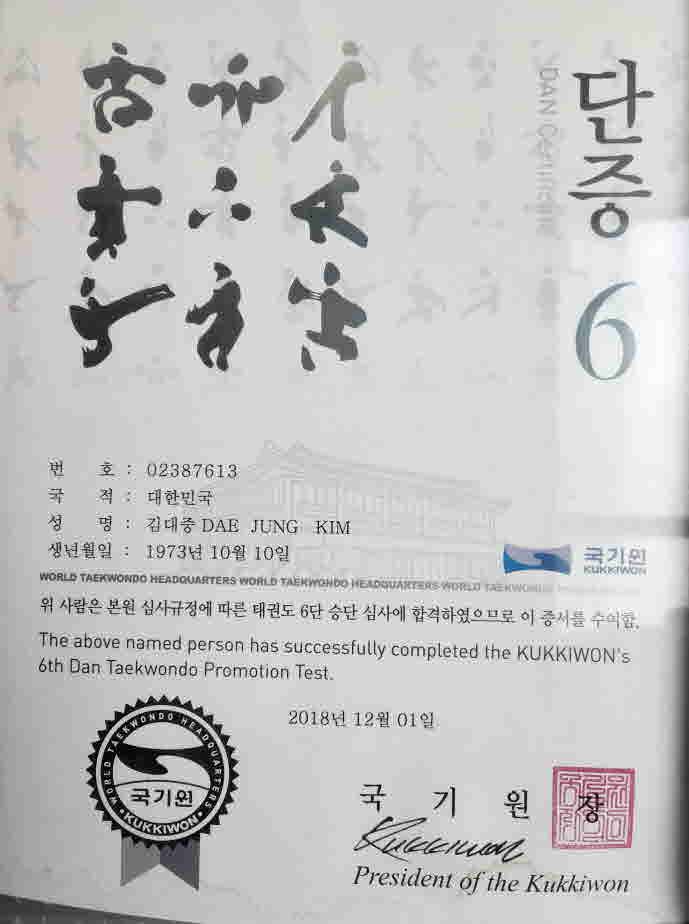 단증
DAN Certificate
6
번 호 : 02387613
국 적 : 대한민국
성 명 : 김대중 DAE JUNG KIM
생년월일 : 1973년 10월 10일
국기원
KUKKIWON
WORLD TAEKWONDO HEADQUARTERS WORLD TAEKWONDO HEADQUARTERS WORLD TAEKWONDO
위 사람은 본원 심사규정에 따른 태권도 6단 승단 심사에 합격하였으므로 이 증서를 수여함.
The above named person has successfully completed the KUKKIWON's
6th Dan Taekwondo Promotion Test.
2018년 12월 01일
WORLD TAEKWONDO HEADQUARTERS
국기원
KUKKIWON
국 기 원 장
Kukkiwon
President of the Kukkiwon